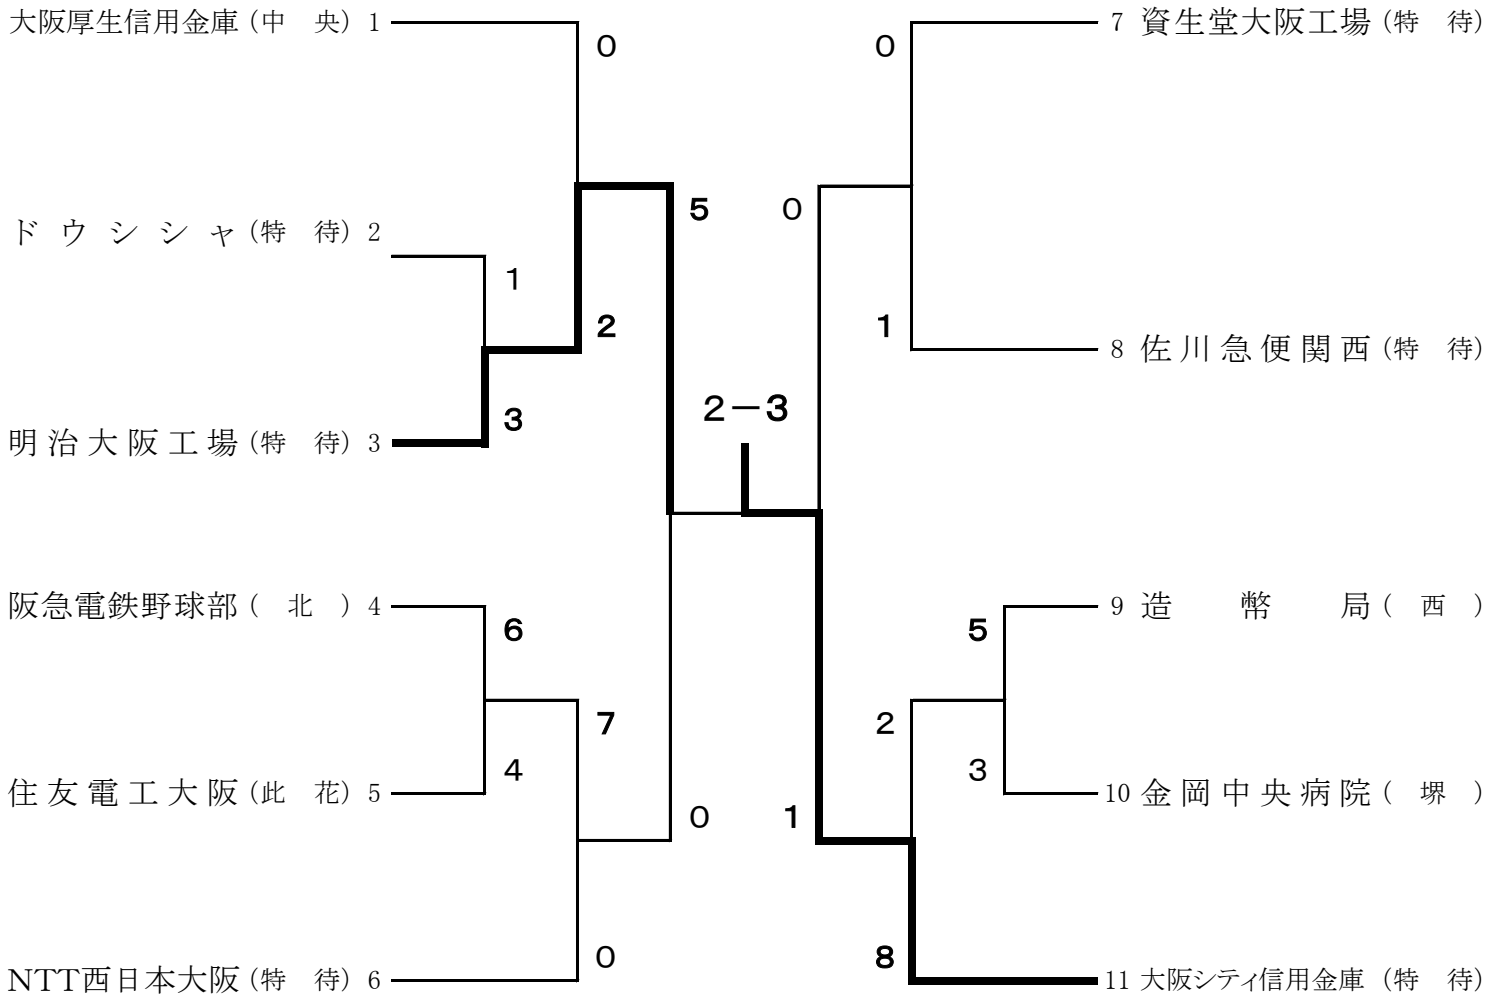 大阪厚生信用金庫 (中 央) 1
0
0
7 資生堂大阪工場 (特 待)
ドウシシャ (特 待) 2
5
0
1
2
1
8 佐川急便関西 (特 待)
2－3
3
明治大阪工場 (特 待) 3
阪急電鉄野球部 ( 北 ) 4
9 造幣局 ( 西 )
6
5
7
2
4
3
住友電工大阪 (此 花) 5
10 金岡中央病院 ( 堺 )
0
1
0
8
NTT西日本大阪 (特 待) 6
11 大阪シティ信用金庫 (特 待)